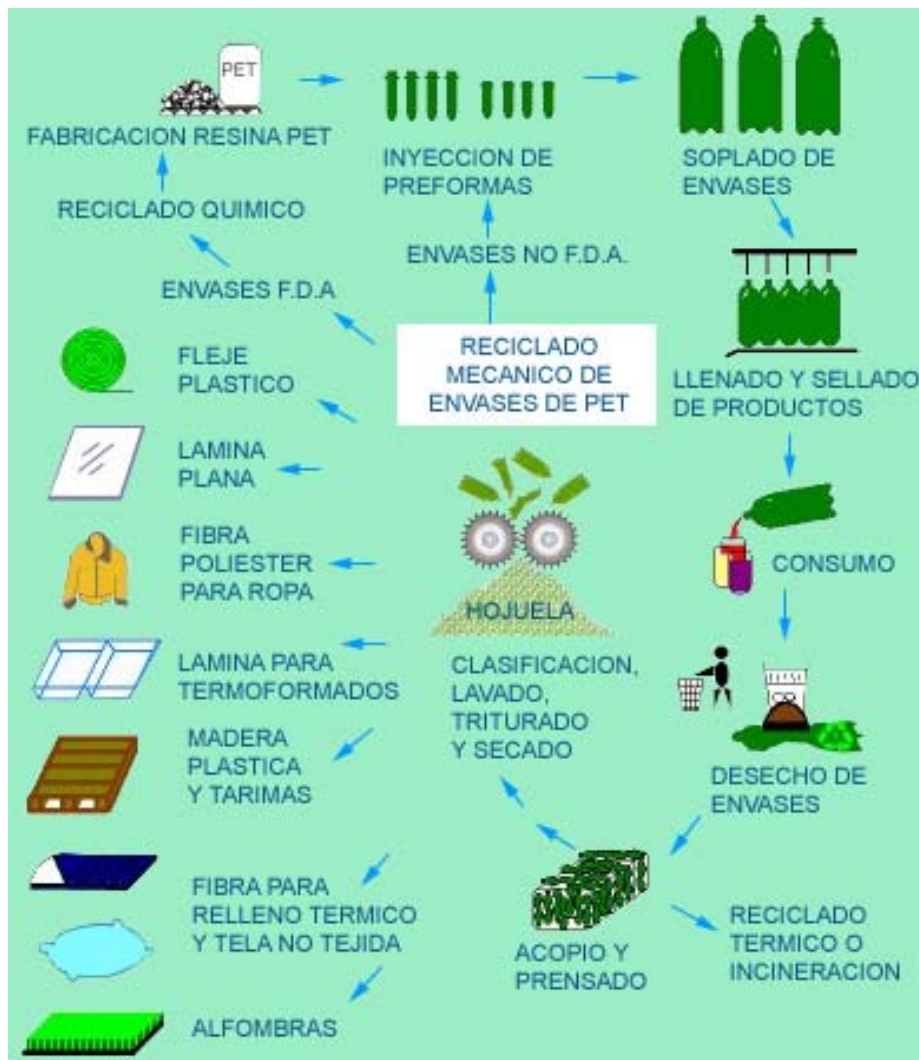 PET
FABRICACION RESINA PET
INYECCION DE
PREFORMAS
SOPLADO DE
ENVASES
RECICLADO QUIMICO
ENVASES NO F.D.A.
ENVASES F.D.A
RECICLADO
MECANICO DE
ENVASES DE PET
LLENADO Y SELLADO
DE PRODUCTOS
FLEJE
PLASTICO
LAMINA
PLANA
FIBRA
POLIESTER
PARA ROPA
HOJUELA
CONSUMO
LAMINA PARA
TERMOFORMADOS
CLASIFICACION,
LAVADO,
TRITURADO
Y SECADO
MADERA
PLASTICA
Y TARIMAS
DESECHO DE
ENVASES
FIBRA PARA
RELLENO TERMICO
Y TELA NO TEJIDA
ACOPIO Y
PRENSADO
RECICLADO
TERMICO O
INCINERACION
ALFOMBRAS